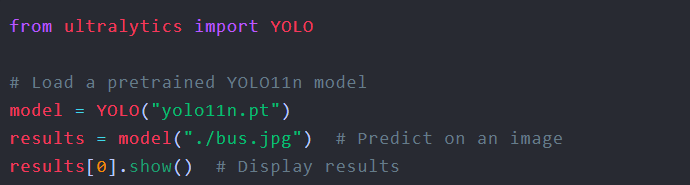 from ultralytics import YOLO
# Load a pretrained YOLO11n model
model = YOLO("yolo11n.pt")
results = model("./bus.jpg")  # Predict on an image
results[0].show()  # Display results